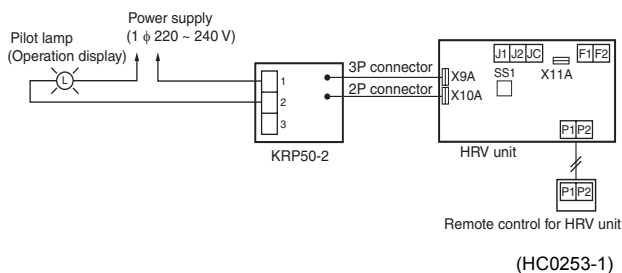 Power supply
(1 ϕ 220 ~ 240 V)
Pilot lamp
(Operation display)
L
1
2
3
KRP50-2
3P connector
2P connector
X9A
X10A
J1 J2 JC
F1 F2
SS1
X11A
P1 P2
HRV unit
P1 P2
Remote control for HRV unit
(HC0253-1)